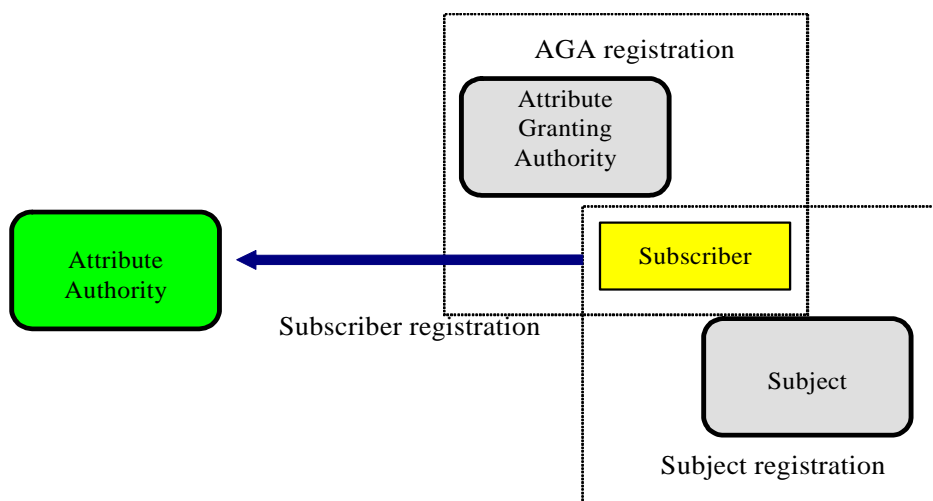 AGA registration
Attribute
Granting
Authority
Subscriber
Attribute
Authority
Subscriber registration
Subject
Subject registration